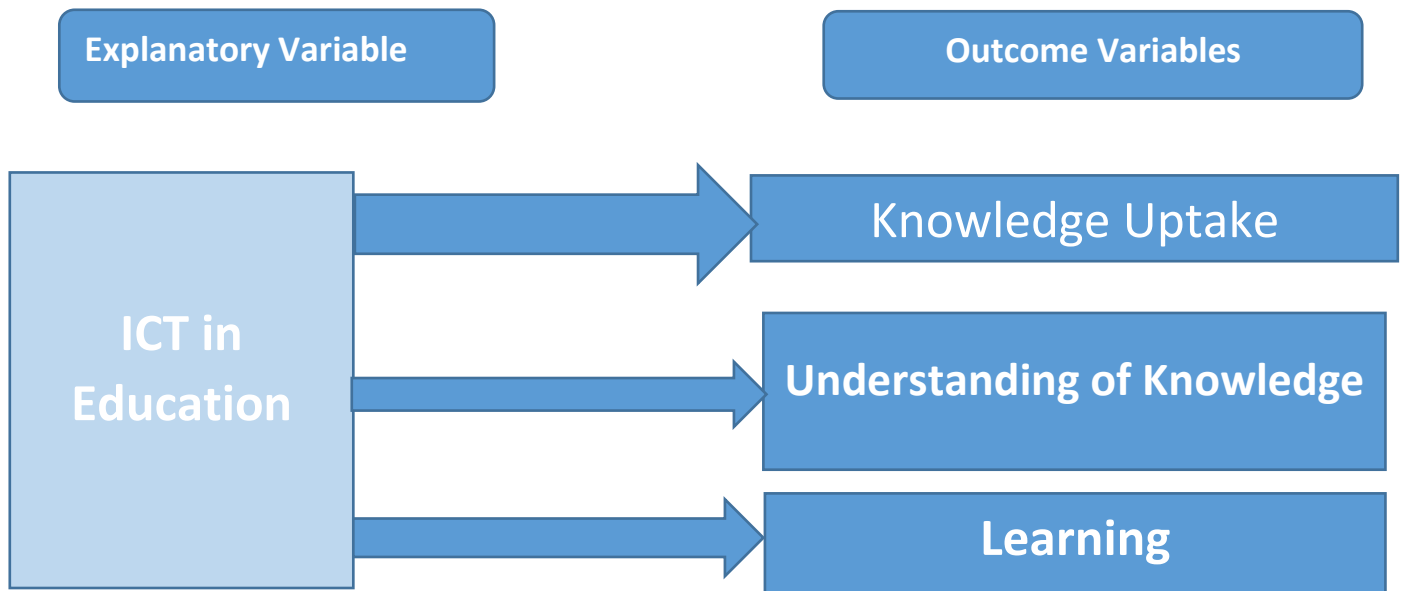 Explanatory Variable
Outcome Variables
Knowledge Uptake
ICT in
Education
Understanding of Knowledge
Learning